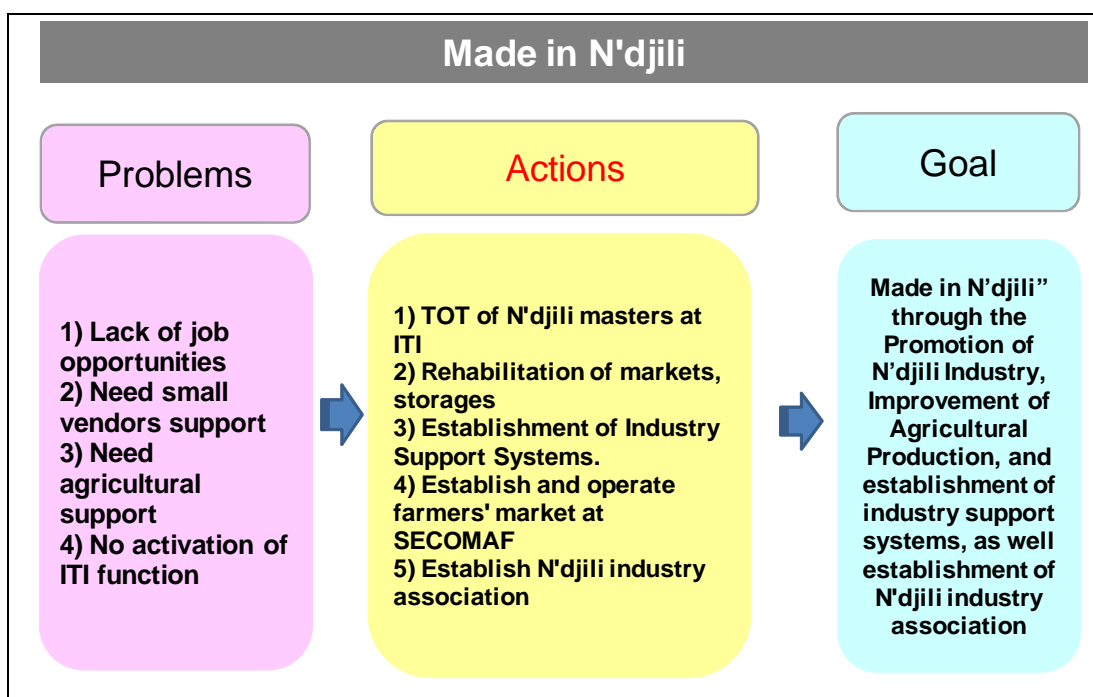 Made in N'djili
Problems
Actions
Goal
1) Lack of job
opportunities
2) Need small
vendors support
3) Need
agricultural
support
4) No activation of
ITI function
1) TOT of N'djili masters at
ITI
2) Rehabilitation of markets,
storages
3) Establishment of Industry
Support Systems.
4) Establish and operate
farmers' market at
SECOMAF
5) Establish N'djili industry
association
Made in N’djili”
through the
Promotion of
N’djili Industry,
Improvement of
Agricultural
Production, and
establishment of
industry support
systems, as well
establishment of
N'djili industry
association